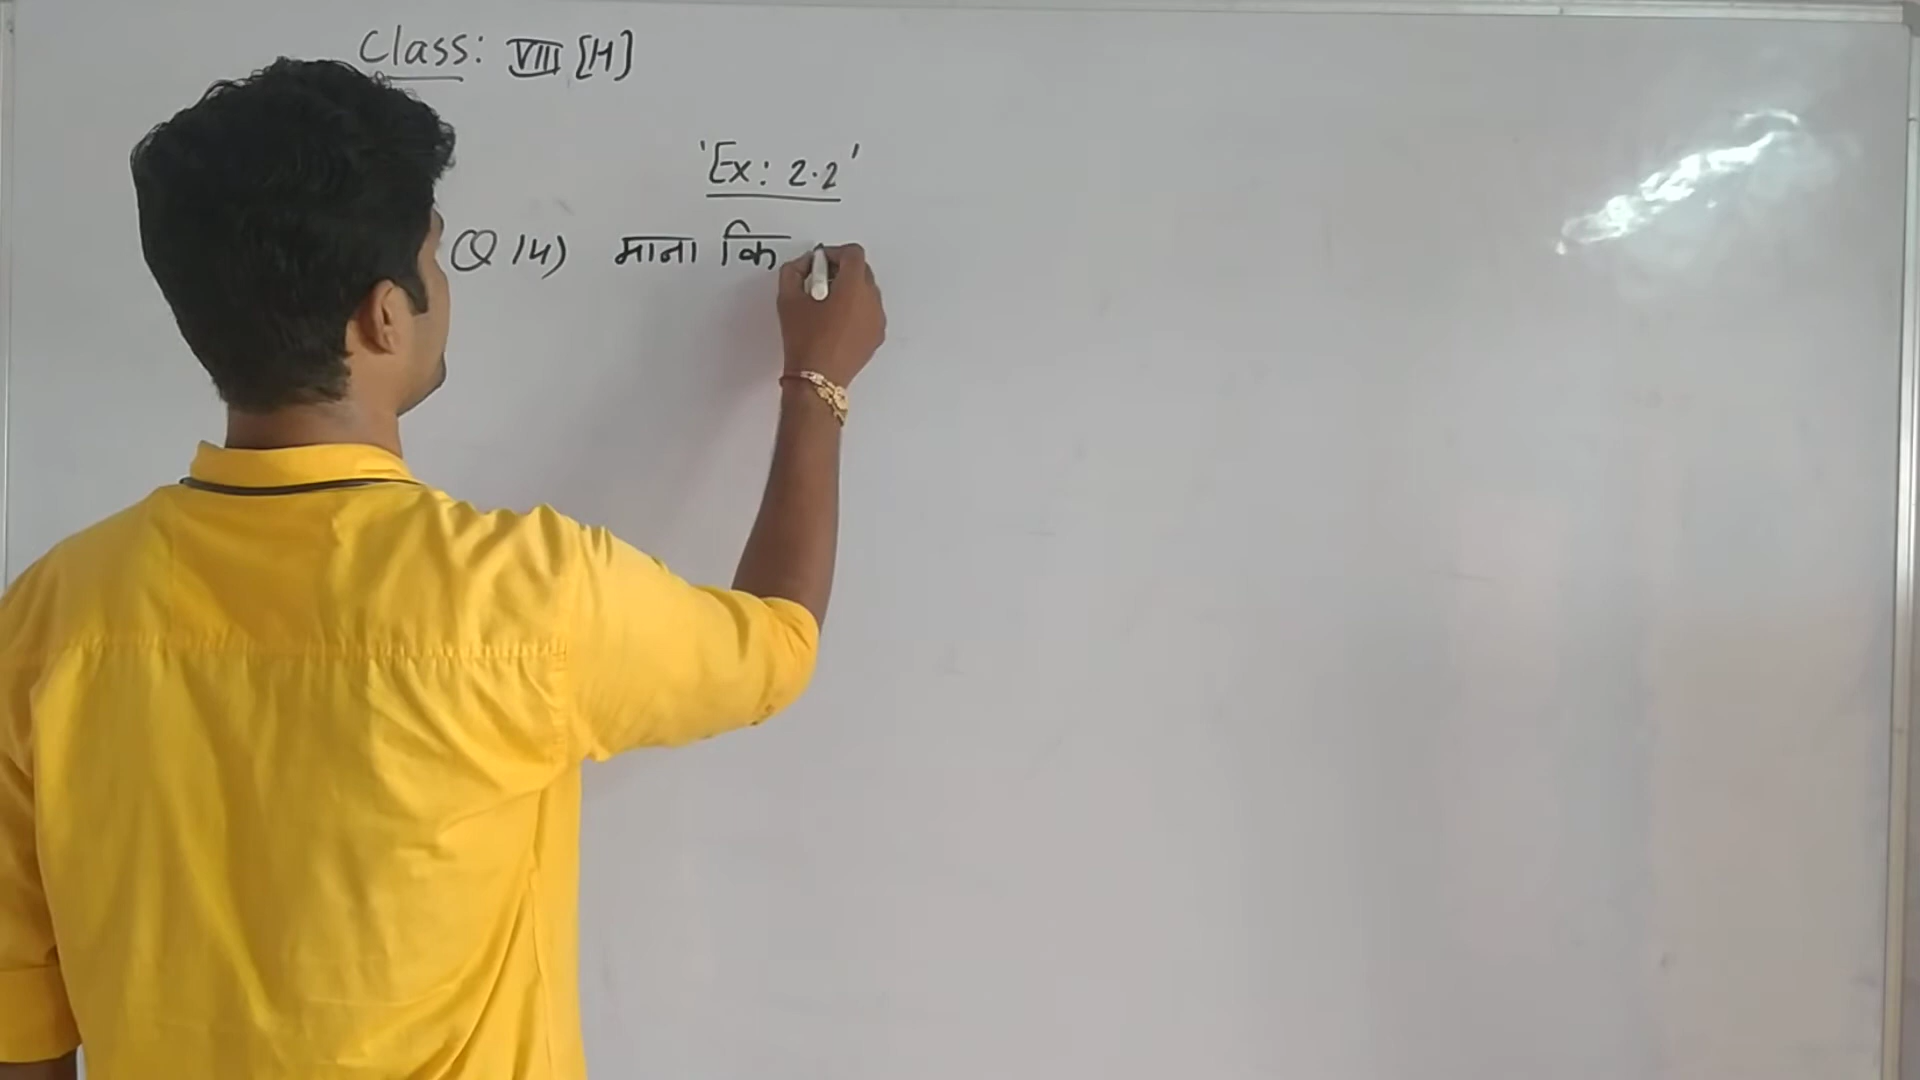 Class: VIII [H]
'Ex: 2.2'
Q 14) माना कि